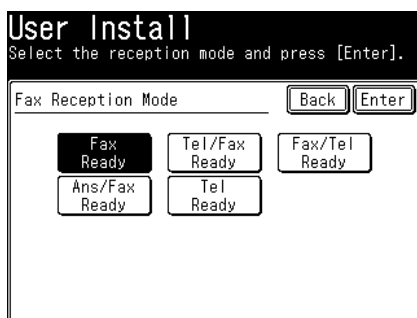 User Install
Select the reception mode and press [Enter].
Fax Reception Mode Back Enter
Fax Ready Tel/Fax Ready Fax/Tel Ready
Ans/Fax Ready Tel Ready